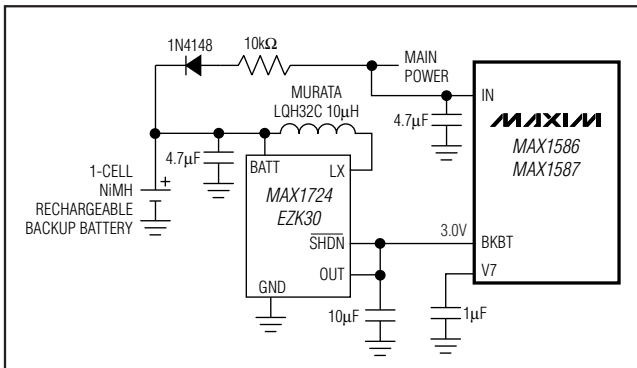 1N4148
10kΩ
MAIN
POWER
MURATA
LQH32C 10μH
IN
4.7μF
MAXIM
MAX1586
MAX1587
4.7μF
BATT
LX
1-CELL
NiMH
RECHARGEABLE
BACKUP BATTERY
+
MAX1724
EZK30
SHDN
3.0V
BKBT
OUT
V7
GND
10μF
1μF